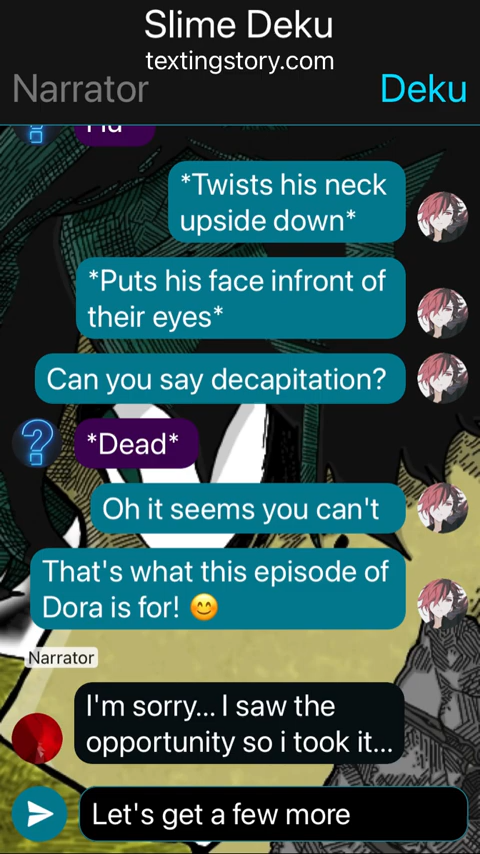 Slime Deku
textingstory.com
Narrator
Deku
*Twists his neck
upside down*
*Puts his face infront of
their eyes*
Can you say decapitation?
?
*Dead*
Oh it seems you can't
That's what this episode of
Dora is for! 😊
Narrator
I'm sorry... I saw the
opportunity so i took it...
Let's get a few more